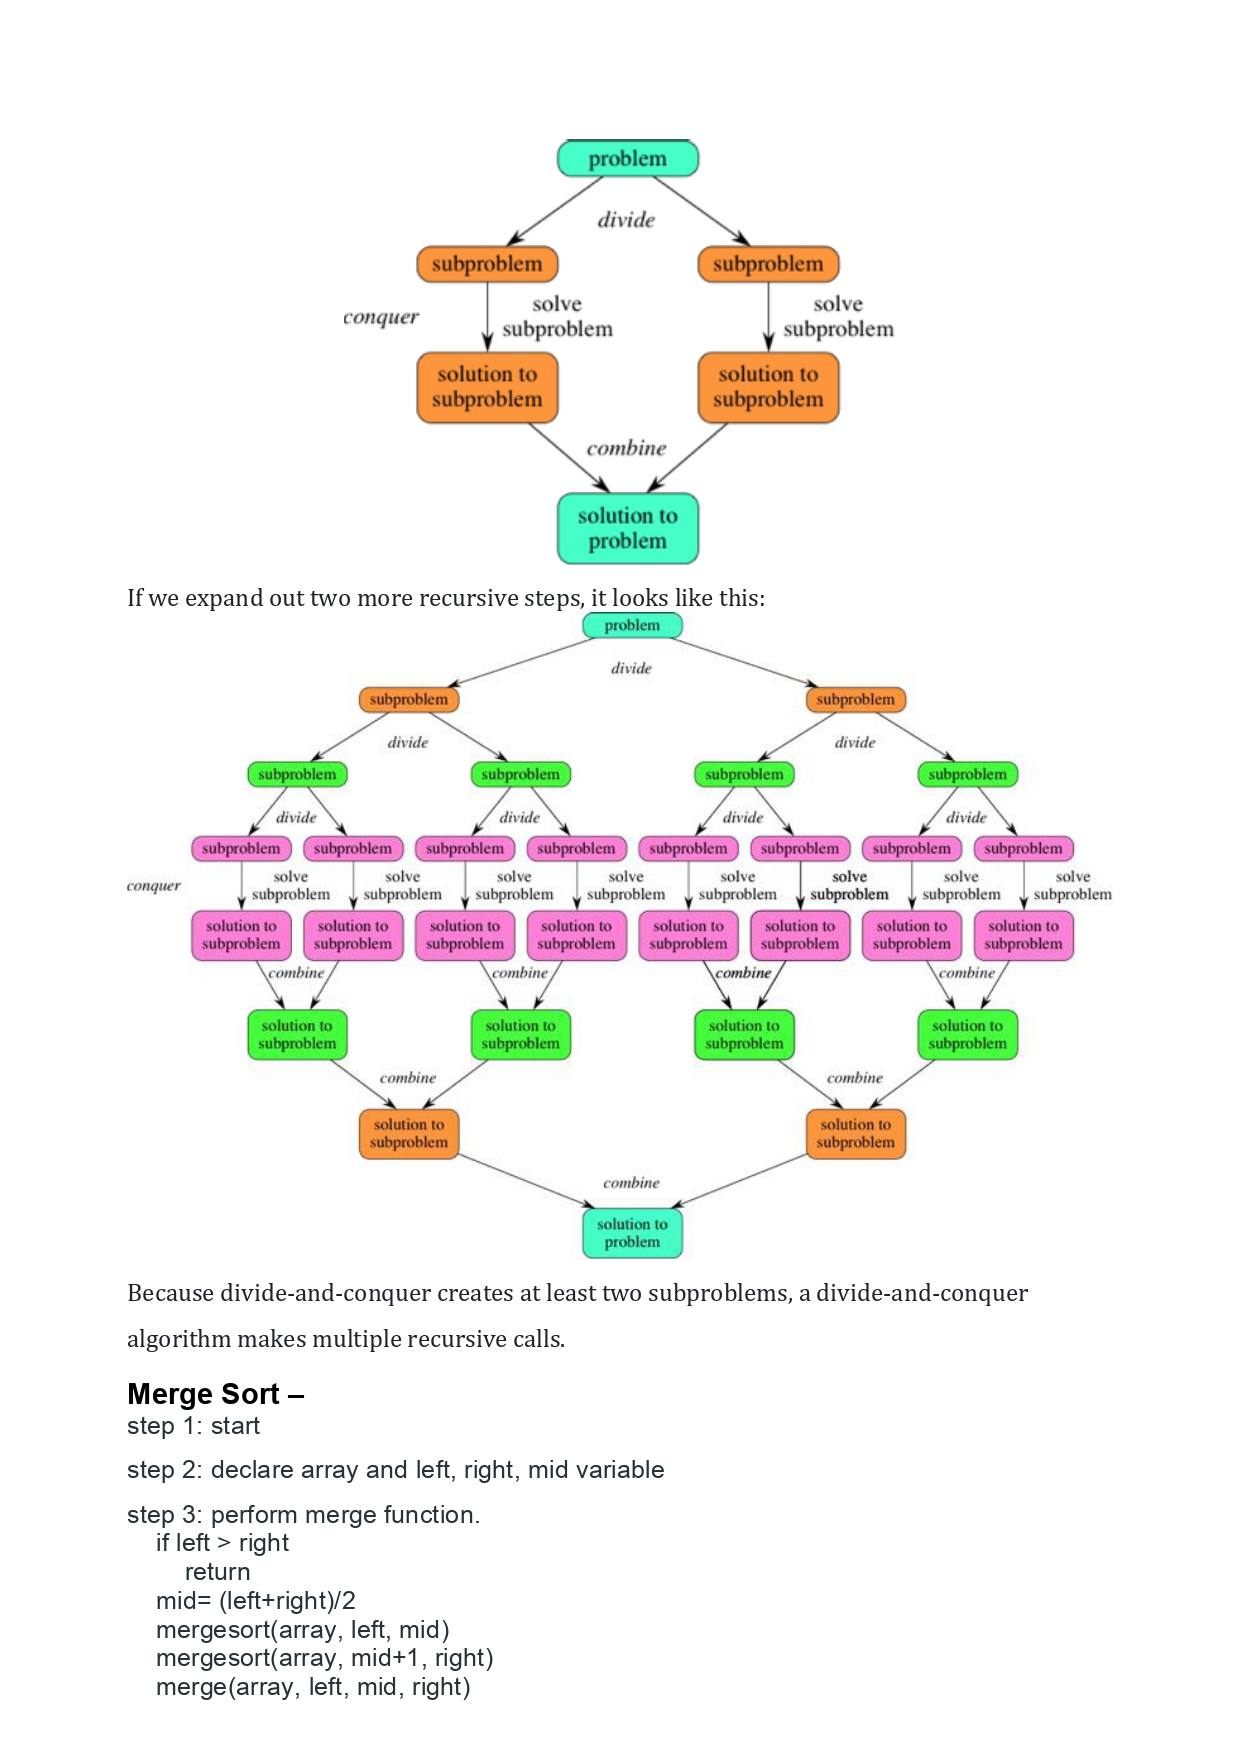 problem
divide
subproblem subproblem
conquer solve subproblem solve subproblem
solution to subproblem solution to subproblem
combine
solution to problem
If we expand out two more recursive steps, it looks like this:
problem
divide
subproblem subproblem
divide divide
subproblem subproblem subproblem subproblem
divide divide divide divide
subproblem subproblem subproblem subproblem subproblem subproblem subproblem subproblem
conquer solve subproblem solve subproblem solve subproblem solve subproblem solve subproblem solve subproblem solve subproblem solve subproblem
solution to subproblem solution to subproblem solution to subproblem solution to subproblem solution to subproblem solution to subproblem solution to subproblem solution to subproblem
combine combine combine combine
solution to subproblem solution to subproblem solution to subproblem solution to subproblem
combine combine
solution to subproblem solution to subproblem
combine
solution to problem
Because divide-and-conquer creates at least two subproblems, a divide-and-conquer
algorithm makes multiple recursive calls.
Merge Sort –
step 1: start
step 2: declare array and left, right, mid variable
step 3: perform merge function.
if left > right
return
mid= (left+right)/2
mergesort(array, left, mid)
mergesort(array, mid+1, right)
merge(array, left, mid, right)